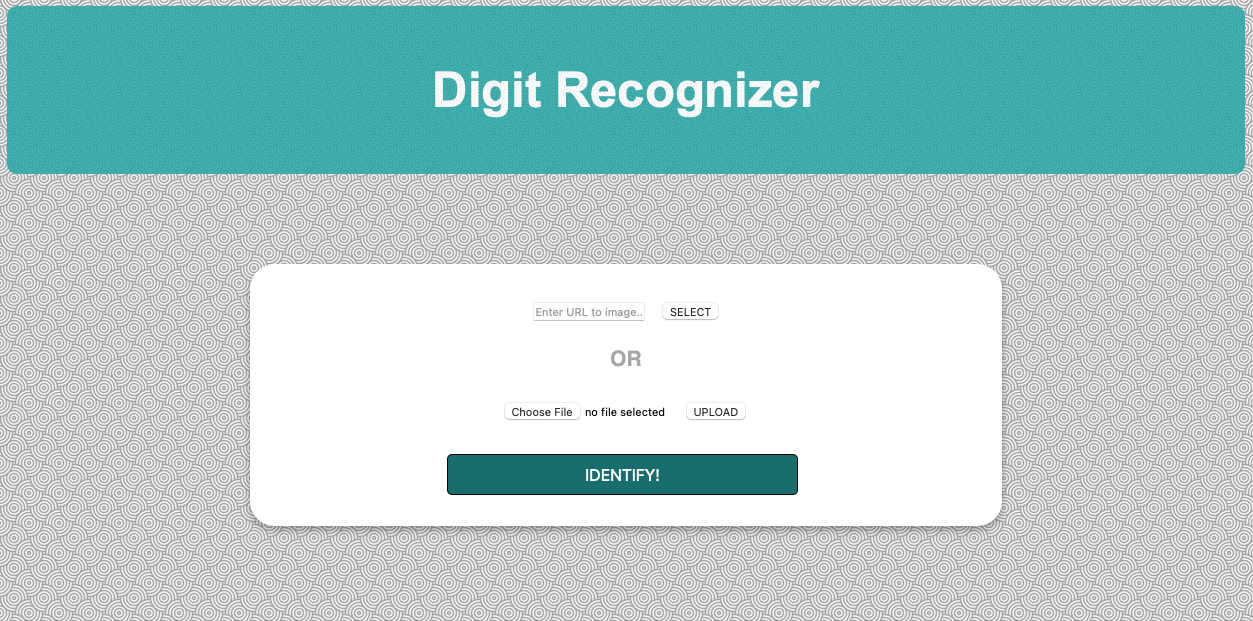 Digit Recognizer
Enter URL to image.. SELECT
OR
Choose File no file selected UPLOAD
IDENTIFY!